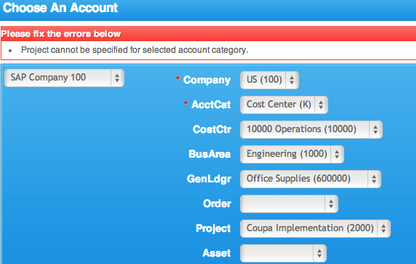 Choose An Account
Please fix the errors below
• Project cannot be specified for selected account category.
SAP Company 100
* Company US (100)
* AcctCat Cost Center (K)
CostCtr 10000 Operations (10000)
BusArea Engineering (1000)
GenLdgr Office Supplies (600000)
Order
Project Coupa Implementation (2000)
Asset